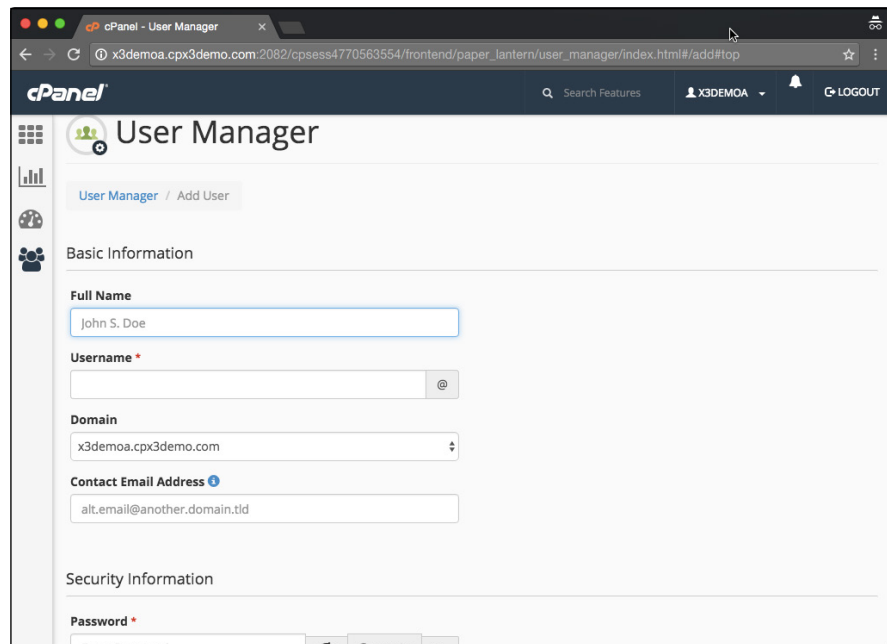 cPanel - User Manager
x3demoa.cpx3demo.com:2082/cpsess4770563554/frontend/paper_lantern/user_manager/index.html#/add#top
cPanel
Search Features
X3DEMOA
LOGOUT
User Manager
User Manager / Add User
Basic Information
Full Name
John S. Doe
Username *
@
Domain
x3demoa.cpx3demo.com
Contact Email Address
alt.email@another.domain.tld
Security Information
Password *